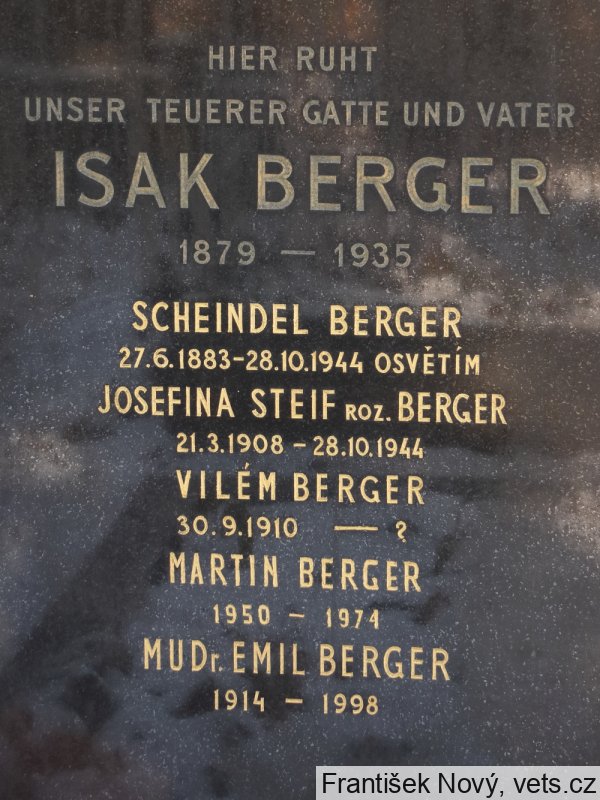 HIER RUHT
UNSER TEUERER GATTE UND VATER
ISAK BERGER
1879 — 1935
SCHEINDEL BERGER
27.6.1883-28.10.1944 OSVĚTÍM
JOSEFINA STEIF ROZ. BERGER
21.3.1908 - 28.10.1944
VILÉM BERGER
30.9.1910 — ?
MARTIN BERGER
1950 - 1974
MUDr. EMIL BERGER
1914 - 1998
František Nový, vets.cz